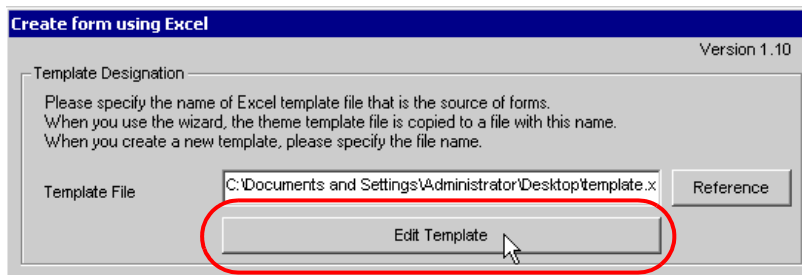 Create form using Excel
Version 1.10
Template Designation
Please specify the name of Excel template file that is the source of forms.
When you use the wizard, the theme template file is copied to a file with this name.
When you create a new template, please specify the file name.
Template File
C:\Documents and Settings\Administrator\Desktop\template.x
Reference
Edit Template